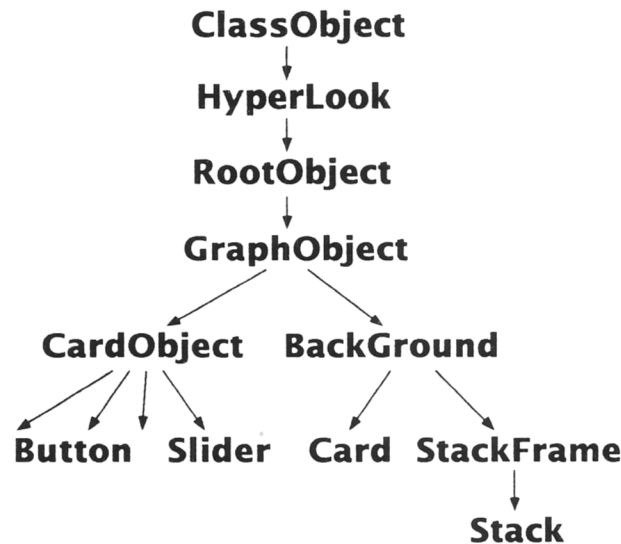 ClassObject
HyperLook
RootObject
GraphObject
CardObject BackGround
Button Slider Card StackFrame
Stack